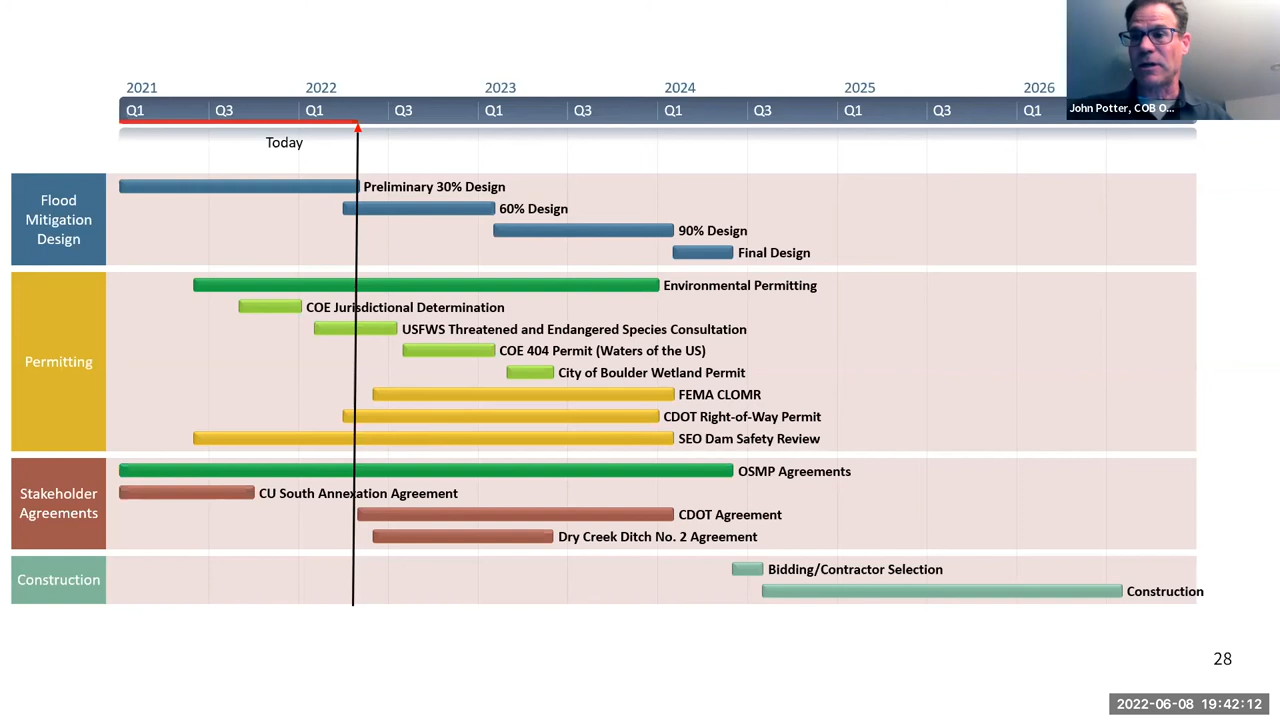 2021 2022 2023 2024 2025 2026
Q1 Q3 Q1 Q3 Q1 Q3 Q1 Q3 Q1 Q3 Q1
John Potter, COB O...
Today
Flood
Mitigation
Design
Preliminary 30% Design
60% Design
90% Design
Final Design
Permitting
Environmental Permitting
COE Jurisdictional Determination
USFWS Threatened and Endangered Species Consultation
COE 404 Permit (Waters of the US)
City of Boulder Wetland Permit
FEMA CLOMR
CDOT Right-of-Way Permit
SEO Dam Safety Review
Stakeholder
Agreements
OSMP Agreements
CU South Annexation Agreement
CDOT Agreement
Dry Creek Ditch No. 2 Agreement
Construction
Bidding/Contractor Selection
Construction
28
2022-06-08 19:42:12